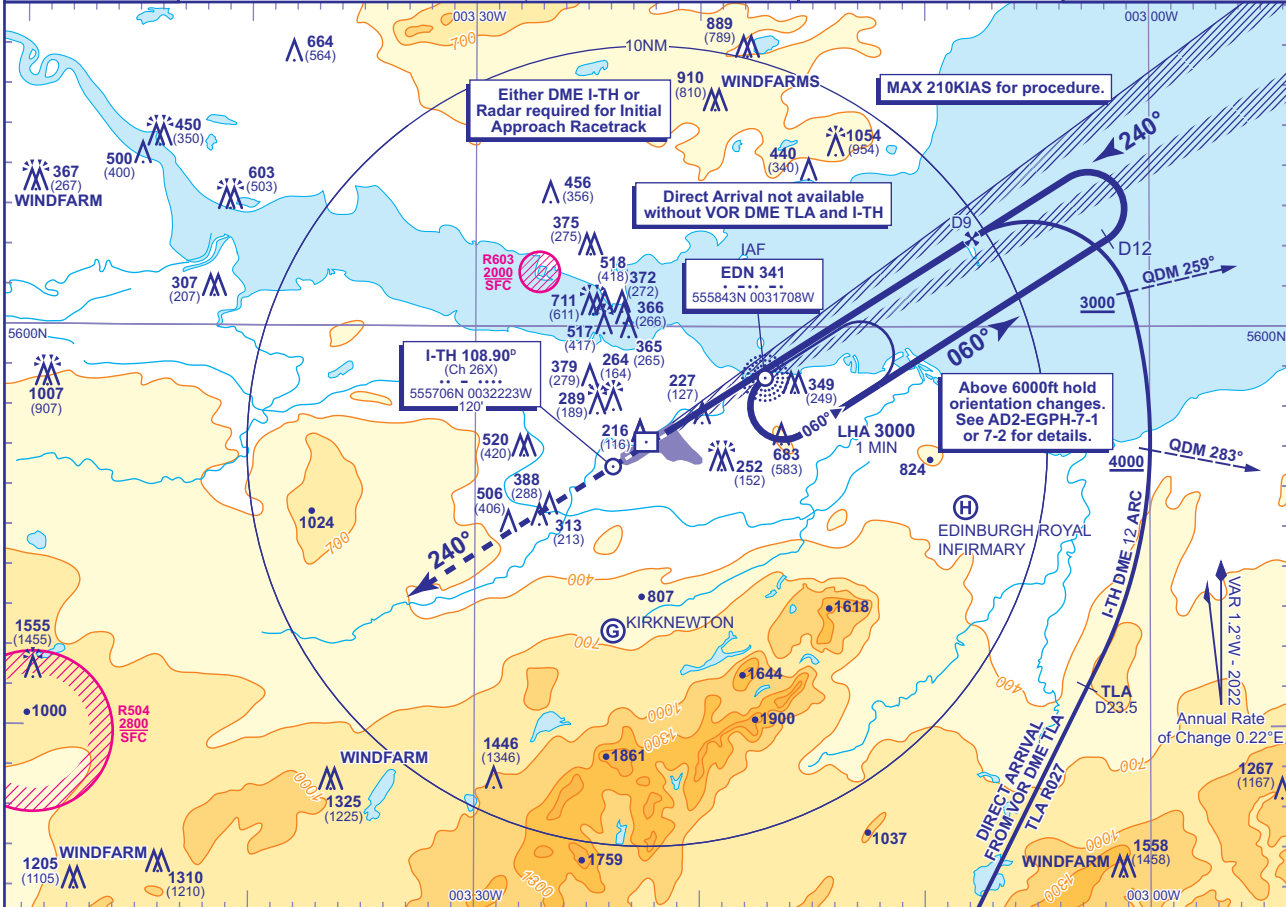 003 30W
003 00W
664
(564)
700
889
(789)
10NM
910
(810)
WINDFARMS
Either DME I-TH or
Radar required for Initial
Approach Racetrack
MAX 210KIAS for procedure.
450
(350)
500
(400)
1054
(954)
240°
440
(340)
367
(267)
WINDFARM
603
(503)
456
(356)
Direct Arrival not available
without VOR DME TLA and I-TH
375
(275)
D9
D12
IAF
R603
2000
SFC
518
(418)
372
(272)
EDN 341
555843N 0031708W
QDM 259°
307
(207)
711
(611)
366
(266)
3000
517
(417)
365
(265)
5600N
5600N
060°
I-TH 108.90D
(Ch 26X)
555706N 0032223W
120'
379
(279)
264
(164)
289
(189)
227
(127)
349
(249)
1007
(907)
Above 6000ft hold
orientation changes.
See AD2-EGPH-7-1
or 7-2 for details.
060°
LHA 3000
1 MIN
216
(116)
520
(420)
252
(152)
683
(583)
824
4000
QDM 283°
388
(288)
506
(406)
313
(213)
1024
700
H
EDINBURGH ROYAL
INFIRMARY
240°
400
I-TH DME 12 ARC
VAR 1.2°W - 2022
Annual Rate
of Change 0.22°E
807
1618
G
KIRKNEWTON
700
1555
(1455)
1644
400
TLA
D23.5
1000
R504
2800
SFC
1000
1900
1300
1446
(1346)
1861
DIRECT ARRIVAL
FROM VOR DME TLA
TLA R027
700
WINDFARM
1000
1325
(1225)
1267
(1167)
1037
1000
WINDFARM
1205
(1105)
1310
(1210)
1759
1300
WINDFARM
1558
(1458)
1300
003 30W
003 00W